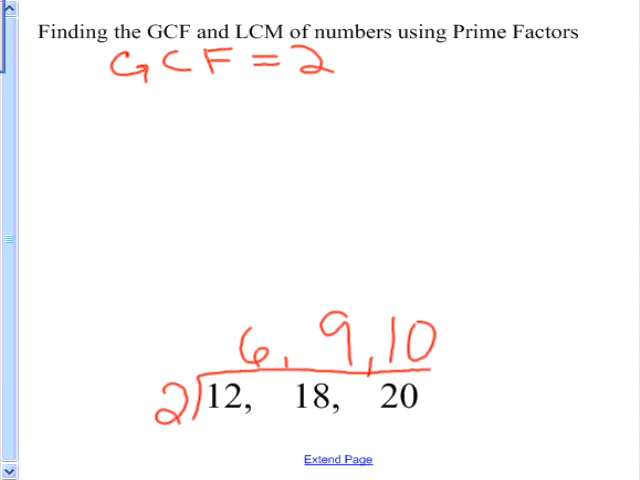 Finding the GCF and LCM of numbers using Prime Factors
GCF = 2
6, 9, 10
2 12, 18, 20
Extend Page